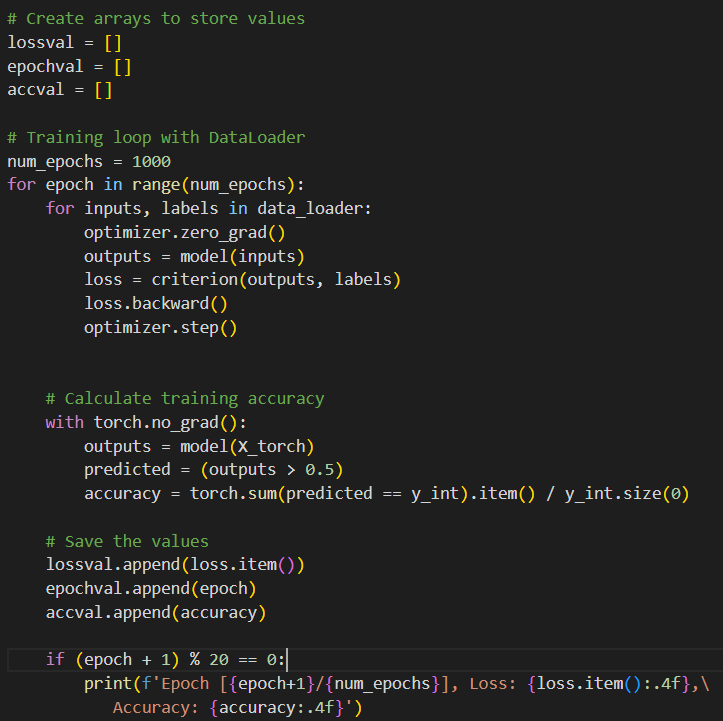 # Create arrays to store values
lossval = []
epochval = []
accval = []
# Training loop with DataLoader
num_epochs = 1000
for epoch in range(num_epochs):
    for inputs, labels in data_loader:
        optimizer.zero_grad()
        outputs = model(inputs)
        loss = criterion(outputs, labels)
        loss.backward()
        optimizer.step()
    # Calculate training accuracy
    with torch.no_grad():
        outputs = model(X_torch)
        predicted = (outputs > 0.5)
        accuracy = torch.sum(predicted == y_int).item() / y_int.size(0)
    # Save the values
    lossval.append(loss.item())
    epochval.append(epoch)
    accval.append(accuracy)
    if (epoch + 1) % 20 == 0:
        print(f'Epoch [{epoch+1}/{num_epochs}], Loss: {loss.item():.4f},\
           Accuracy: {accuracy:.4f}')